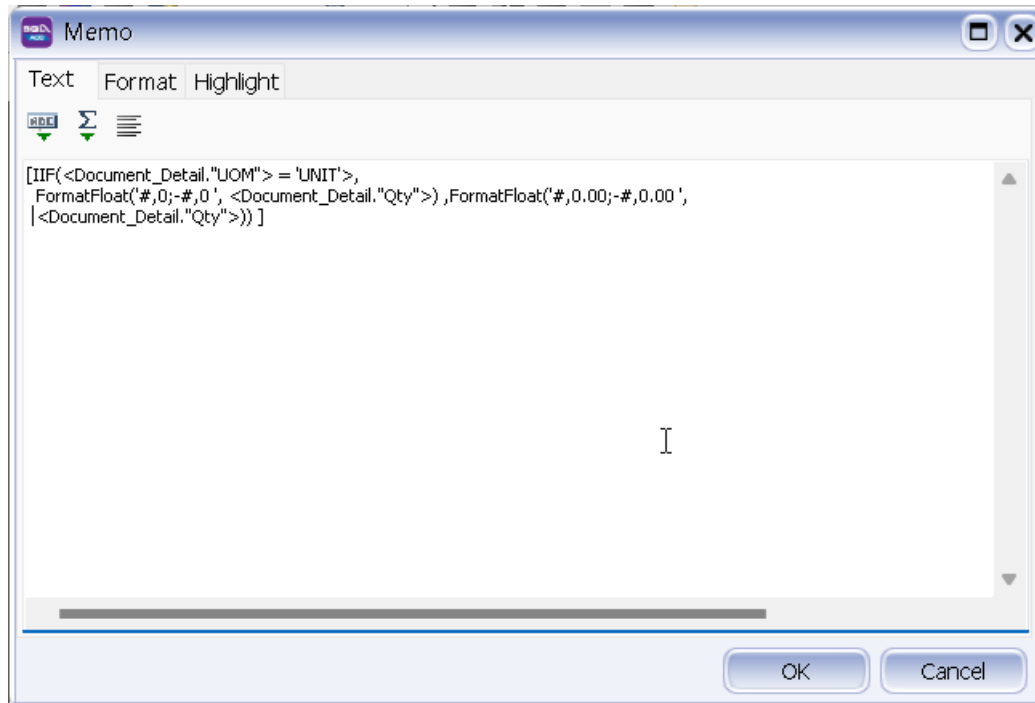 Memo
Text Format Highlight
[IIF(<Document_Detail."UOM"> = 'UNIT'>,
FormatFloat('#,0;-#,0 ', <Document_Detail."Qty">) ,FormatFloat('#,0.00;-#,0.00 ',
<Document_Detail."Qty">)) ]
OK Cancel